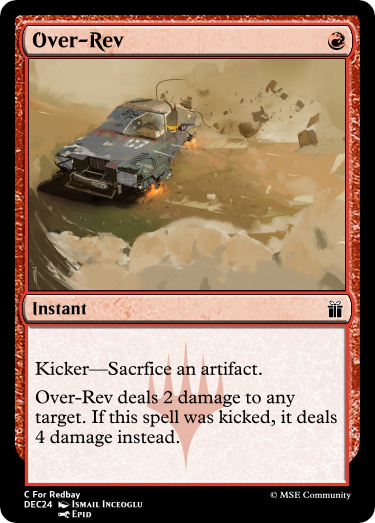 Over-Rev
Instant
Kicker—Sacrfice an artifact.
Over-Rev deals 2 damage to any
target. If this spell was kicked, it deals
4 damage instead.
C For Redbay
DEC24 Ismail Inceoglu
Epid
© MSE Community